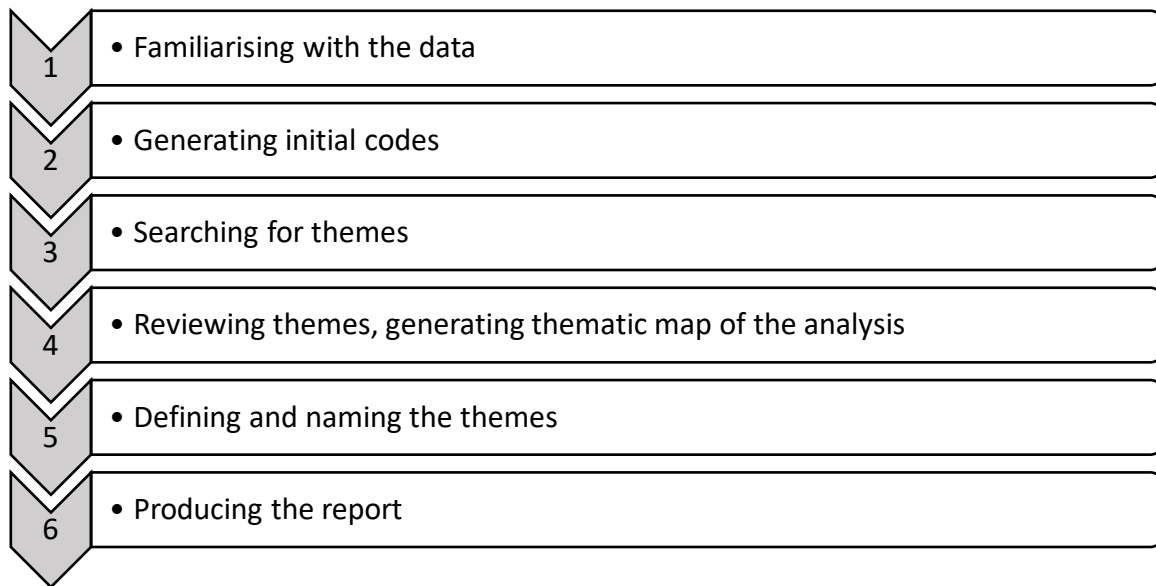 1 • Familiarising with the data
2 • Generating initial codes
3 • Searching for themes
4 • Reviewing themes, generating thematic map of the analysis
5 • Defining and naming the themes
6 • Producing the report